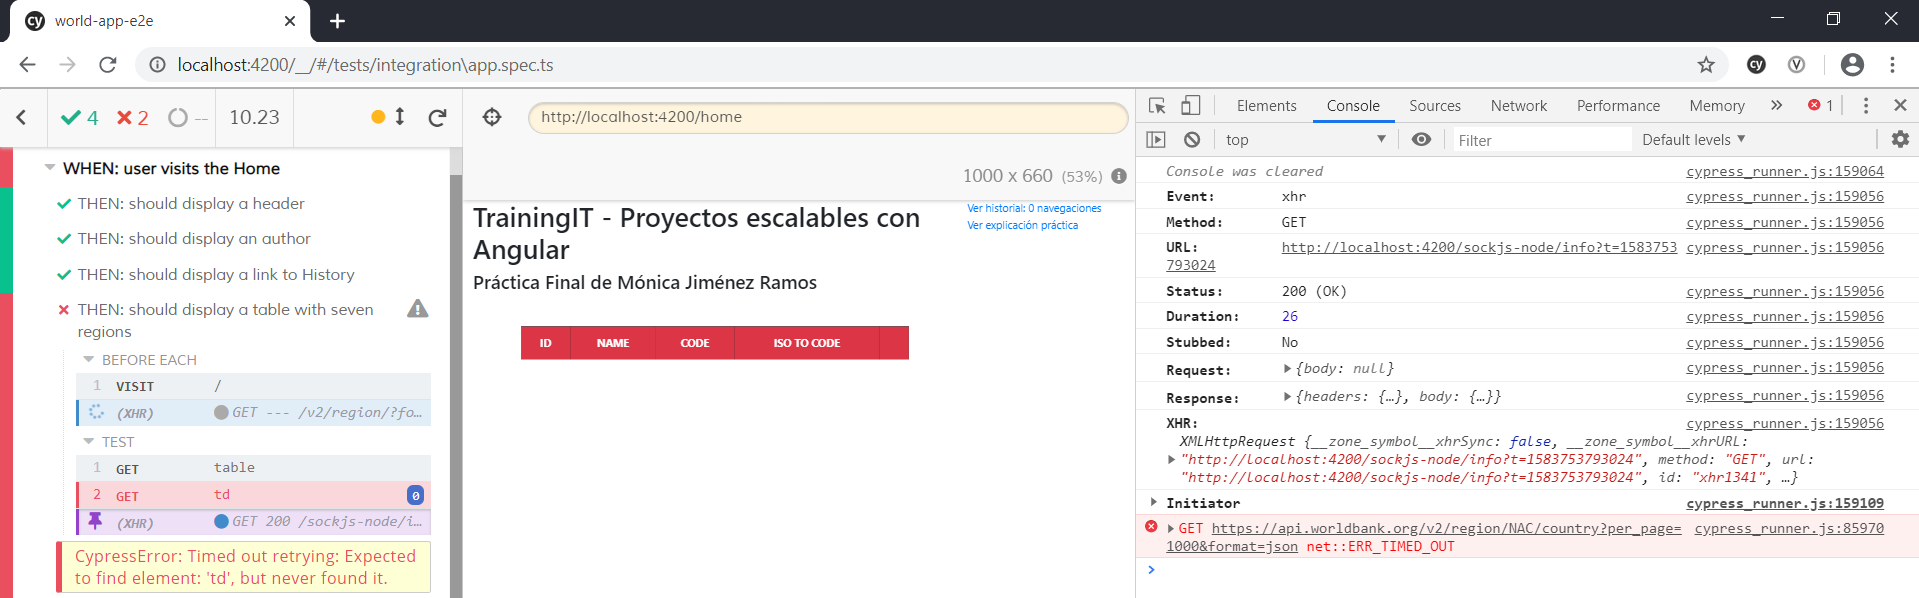 cy world-app-e2e
localhost:4200/__/#/tests/integration\app.spec.ts
cy
V
4 2 -- 10.23
http://localhost:4200/home
1000 x 660 (53%)
WHEN: user visits the Home
THEN: should display a header
THEN: should display an author
THEN: should display a link to History
THEN: should display a table with seven
regions
BEFORE EACH
1 VISIT /
(XHR) GET --- /v2/region/?fo...
TEST
1 GET table
2 GET td 0
(XHR) GET 200 /sockjs-node/i...
CypressError: Timed out retrying: Expected
to find element: 'td', but never found it.
TrainingIT - Proyectos escalables con
Angular
Práctica Final de Mónica Jiménez Ramos
Ver historial: 0 navegaciones
Ver explicación práctica
ID NAME CODE ISO TO CODE
Elements Console Sources Network Performance Memory » 1
top Filter Default levels
Console was cleared cypress_runner.js:159064
Event: xhr cypress_runner.js:159056
Method: GET cypress_runner.js:159056
URL: http://localhost:4200/sockjs-node/info?t=1583753 cypress_runner.js:159056
793024
Status: 200 (OK) cypress_runner.js:159056
Duration: 26 cypress_runner.js:159056
Stubbed: No cypress_runner.js:159056
Request: {body: null} cypress_runner.js:159056
Response: {headers: {…}, body: {…}} cypress_runner.js:159056
XHR: cypress_runner.js:159056
XMLHttpRequest {__zone_symbol__xhrSync: false, __zone_symbol__xhrURL:
"http://localhost:4200/sockjs-node/info?t=1583753793024", method: "GET", url:
"http://localhost:4200/sockjs-node/info?t=1583753793024", id: "xhr1341", …}
Initiator cypress_runner.js:159109
GET https://api.worldbank.org/v2/region/NAC/country?per_page= cypress_runner.js:85970
1000&format=json net::ERR_TIMED_OUT